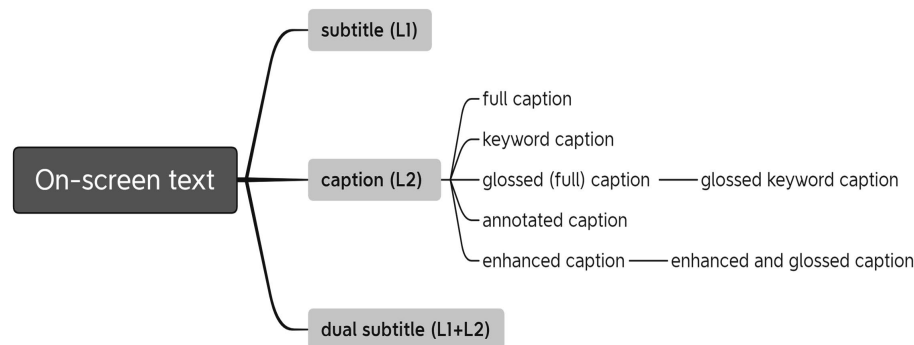 On-screen text
subtitle (L1)
caption (L2)
full caption
keyword caption
glossed (full) caption
glossed keyword caption
annotated caption
enhanced caption
enhanced and glossed caption
dual subtitle (L1+L2)